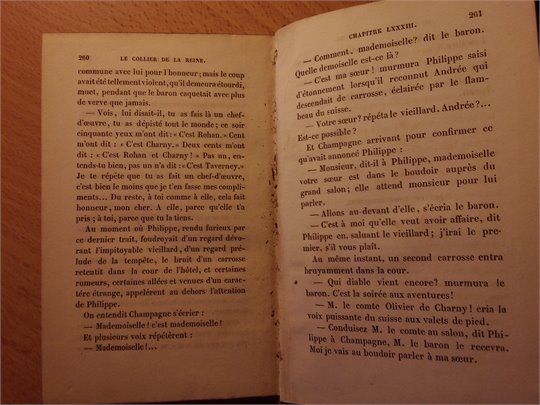 260 LE COLLIER DE LA REINE.
commune avec lui pour l'honneur; mais le coup
avait été tellement violent, qu'il demeura étourdi,
muet, pendant que le baron caquetait avec plus
de verve que jamais.
— Vois, lui disait-il, tu as fait là un chef-
d'œuvre, tu as dépisté tout le monde; ce soir
cinquante yeux m'ont dit: « C'est Rohan. » Cent
m'ont dit: « C'est Charny. » Deux cents m'ont
dit: « C'est Rohan et Charny! » Pas un, en-
tends-tu bien, pas un n'a dit: « C'est Taverney. »
Je te répète que tu as fait un chef-d'œuvre,
c'est bien le moins que je t'en fasse mes compli-
ments... Du reste, à toi comme à elle, cela fait
honneur, mon cher. A elle, parce qu'elle t'a
pris; à toi, parce que tu la tiens.
Au moment où Philippe, rendu furieux par
ce dernier trait, foudroyait d'un regard dévo-
rant l'impitoyable vieillard, d'un regard prélude
de la tempête, le bruit d'un carrosse
retentit dans la cour de l'hôtel, et certaines
rumeurs, certaines allées et venues d'un carac-
tère étrange, appelèrent au dehors l'attention
de Philippe.
On entendit Champagne s'écrier:
— Mademoiselle! c'est mademoiselle!
Et plusieurs voix répétèrent:
— Mademoiselle!...
CHAPITRE LXXXIII. 261
— Comment, mademoiselle? dit le baron.
Quelle demoiselle est-ce là?
— C'est ma sœur! murmura Philippe saisi
d'étonnement lorsqu'il reconnut Andrée qui
descendait de carrosse, éclairée par le flam-
beau du suisse.
— Votre sœur? répéta le vieillard. Andrée?...
Est-ce possible?
Et Champagne arrivant pour confirmer ce
qu'avait annoncé Philippe:
— Monsieur, dit-il à Philippe, mademoiselle
votre sœur est dans le boudoir auprès du
grand salon; elle attend monsieur pour lui
parler.
— Allons au-devant d'elle, s'écria le baron.
— C'est à moi qu'elle veut avoir affaire, dit
Philippe en saluant le vieillard; j'irai le pre-
mier, s'il vous plaît.
Au même instant, un second carrosse entra
bruyamment dans la cour.
— Qui diable vient encore? murmura le
baron. C'est la soirée aux aventures!
— M. le comte Olivier de Charny! cria la
voix puissante du suisse aux valets de pied.
— Conduisez M. le comte au salon, dit Phi-
lippe à Champagne, M. le baron le recevra.
Moi je vais au boudoir parler à ma sœur.